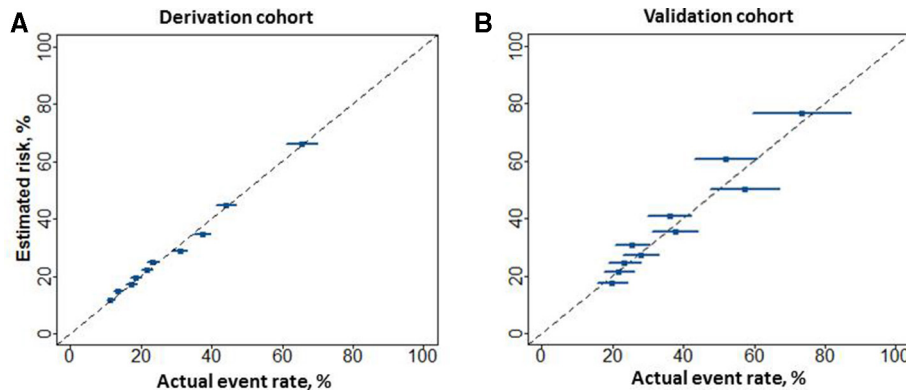 A
Derivation cohort
Estimated risk, %
100
80
60
40
20
0
0 20 40 60 80 100
Actual event rate, %
B
Validation cohort
100
80
60
40
20
0
0 20 40 60 80 100
Actual event rate, %